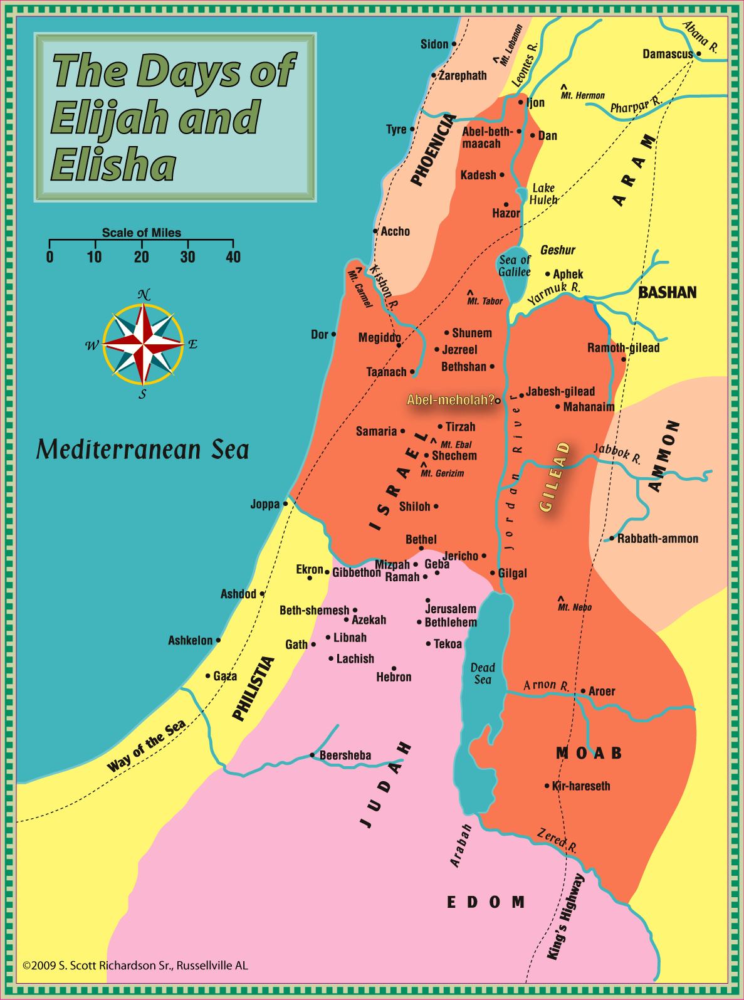 The Days of
Elijah and
Elisha
Scale of Miles
0 10 20 30 40
N
W E
S
Mediterranean Sea
Sidon
Mt. Lebanon
Leontes R.
Abana R.
Damascus
Zarephath
Mt. Hermon
Ijon
Pharpar R.
Tyre
PHOENICIA
Abel-beth-
maacah
Dan
ARAM
Kadesh
Lake
Huleh
Hazor
Accho
Geshur
Sea of
Galilee
Aphek
Mt. Carmel
Kishon R.
Yarmuk R.
BASHAN
Mt. Tabor
Dor
Megiddo
Shunem
Jezreel
Ramoth-gilead
Bethshan
Taanach
Abel-meholah?
Jabesh-gilead
Mahanaim
Samaria
Tirzah
Mt. Ebal
Shechem
Mt. Gerizim
ISRAEL
Jordan River
GILEAD
Jabbok R.
AMMON
Joppa
Shiloh
Rabbath-ammon
Bethel
Jericho
Mizpah
Geba
Ekron
Gibbethon
Ramah
Gilgal
Ashdod
Mt. Nebo
Beth-shemesh
Jerusalem
Azekah
Bethlehem
Ashkelon
Libnah
Gath
Tekoa
Lachish
Gaza
Hebron
PHILISTIA
Dead
Sea
Arnon R.
Aroer
Way of the Sea
Beersheba
JUDAH
MOAB
Kir-hareseth
Arabah
Zered R.
EDOM
King's Highway
©2009 S. Scott Richardson Sr., Russellville AL